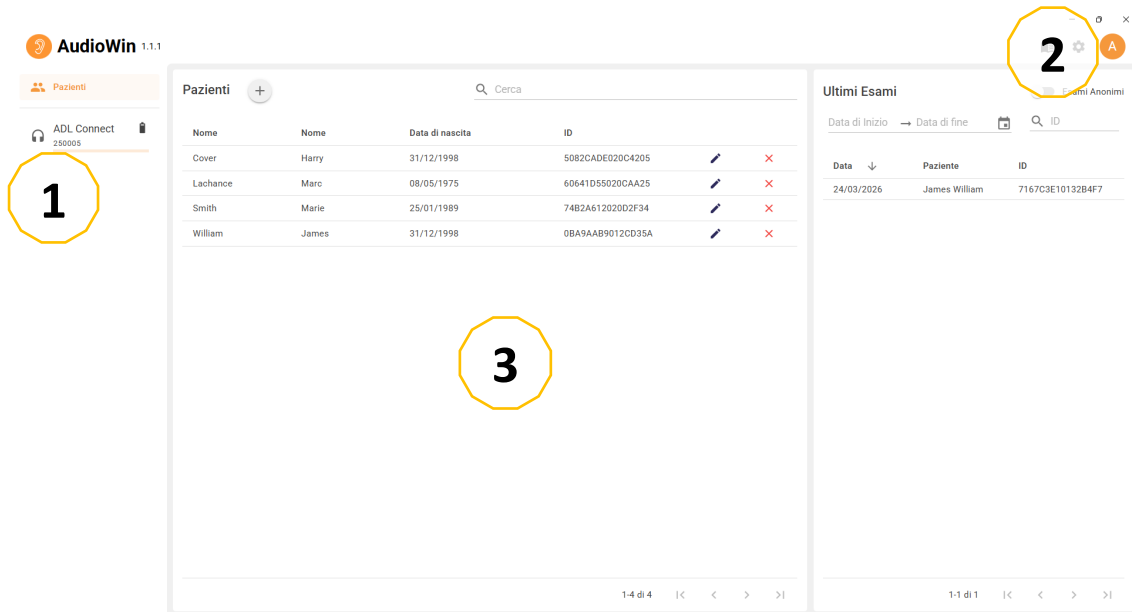 AudioWin 1.1.1
A
2
Pazienti
ADL Connect
250005
1
Pazienti
Cerca
Nome Nome Data di nascita ID
Cover Harry 31/12/1998 5082CADE020C4205
Lachance Marc 08/05/1975 60641D55020CAA25
Smith Marie 25/01/1989 74B2A612020D2F34
William James 31/12/1998 0BA9AAB9012CD35A
3
1-4 di 4
Ultimi Esami
Esami Anonimi
Data di Inizio → Data di fine
ID
Data ↓ Paziente ID
24/03/2026 James William 7167C3E10132B4F7
1-1 di 1